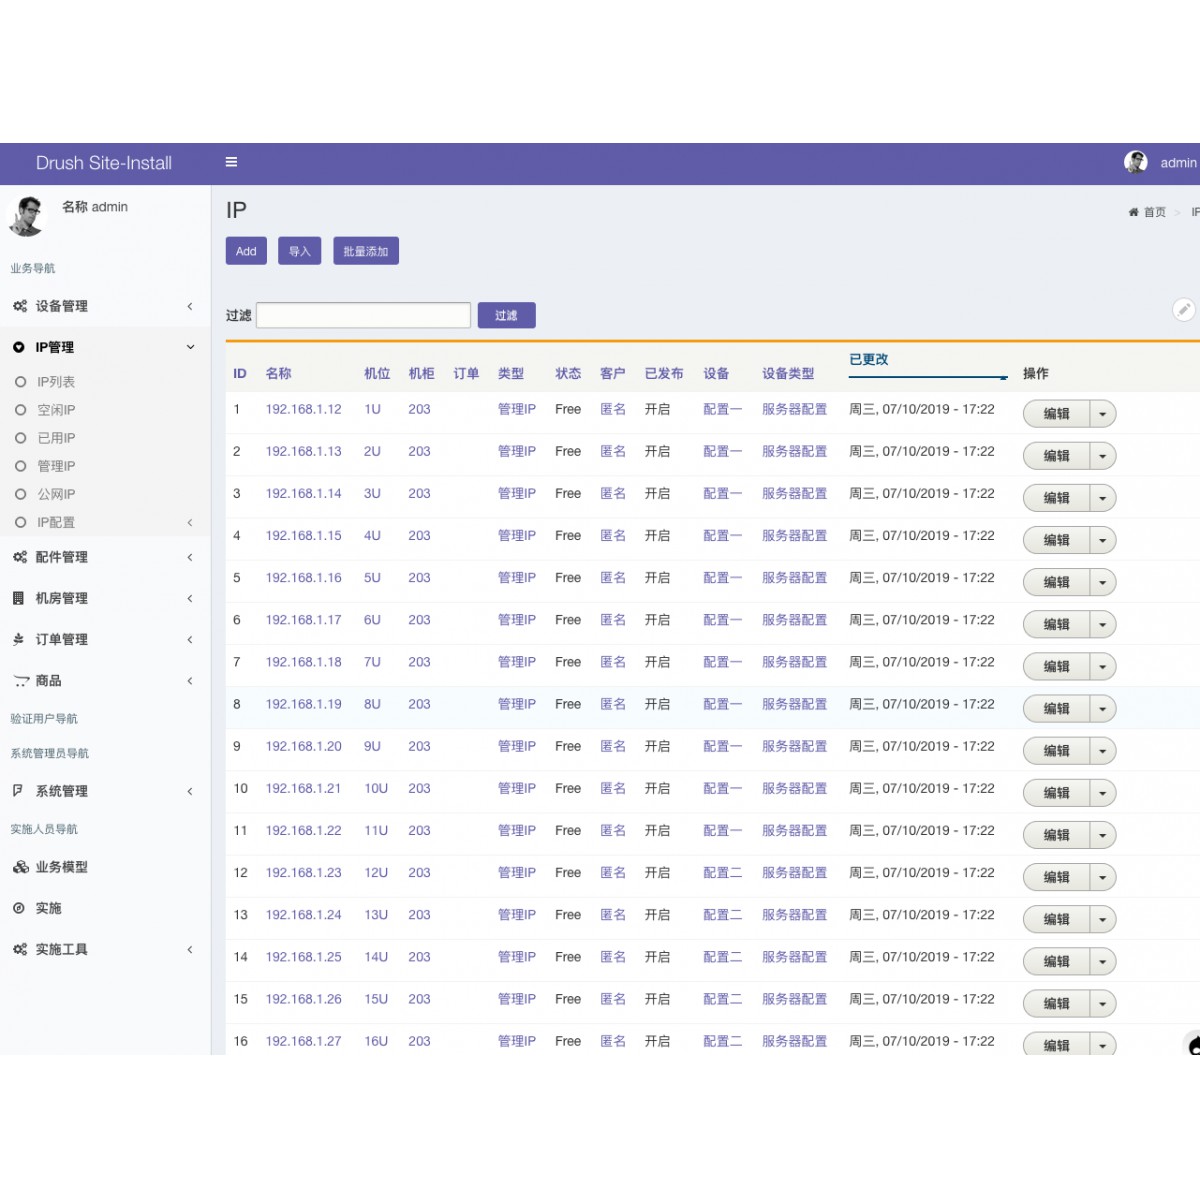 Drush Site-Install
admin
名称 admin
业务导航
设备管理
IP管理
IP列表
空闲IP
已用IP
管理IP
公网IP
IP配置
配件管理
机房管理
订单管理
商品
验证用户导航
系统管理员导航
系统管理
实施人员导航
业务模型
实施
实施工具
IP
首页 > IP
Add 导入 批量添加
过滤 过滤
ID 名称 机位 机柜 订单 类型 状态 客户 已发布 设备 设备类型 已更改 操作
1 192.168.1.12 1U 203 管理IP Free 匿名 开启 配置一 服务器配置 周三, 07/10/2019 - 17:22 编辑
2 192.168.1.13 2U 203 管理IP Free 匿名 开启 配置一 服务器配置 周三, 07/10/2019 - 17:22 编辑
3 192.168.1.14 3U 203 管理IP Free 匿名 开启 配置一 服务器配置 周三, 07/10/2019 - 17:22 编辑
4 192.168.1.15 4U 203 管理IP Free 匿名 开启 配置一 服务器配置 周三, 07/10/2019 - 17:22 编辑
5 192.168.1.16 5U 203 管理IP Free 匿名 开启 配置一 服务器配置 周三, 07/10/2019 - 17:22 编辑
6 192.168.1.17 6U 203 管理IP Free 匿名 开启 配置一 服务器配置 周三, 07/10/2019 - 17:22 编辑
7 192.168.1.18 7U 203 管理IP Free 匿名 开启 配置一 服务器配置 周三, 07/10/2019 - 17:22 编辑
8 192.168.1.19 8U 203 管理IP Free 匿名 开启 配置一 服务器配置 周三, 07/10/2019 - 17:22 编辑
9 192.168.1.20 9U 203 管理IP Free 匿名 开启 配置一 服务器配置 周三, 07/10/2019 - 17:22 编辑
10 192.168.1.21 10U 203 管理IP Free 匿名 开启 配置一 服务器配置 周三, 07/10/2019 - 17:22 编辑
11 192.168.1.22 11U 203 管理IP Free 匿名 开启 配置一 服务器配置 周三, 07/10/2019 - 17:22 编辑
12 192.168.1.23 12U 203 管理IP Free 匿名 开启 配置二 服务器配置 周三, 07/10/2019 - 17:22 编辑
13 192.168.1.24 13U 203 管理IP Free 匿名 开启 配置二 服务器配置 周三, 07/10/2019 - 17:22 编辑
14 192.168.1.25 14U 203 管理IP Free 匿名 开启 配置二 服务器配置 周三, 07/10/2019 - 17:22 编辑
15 192.168.1.26 15U 203 管理IP Free 匿名 开启 配置二 服务器配置 周三, 07/10/2019 - 17:22 编辑
16 192.168.1.27 16U 203 管理IP Free 匿名 开启 配置二 服务器配置 周三, 07/10/2019 - 17:22 编辑